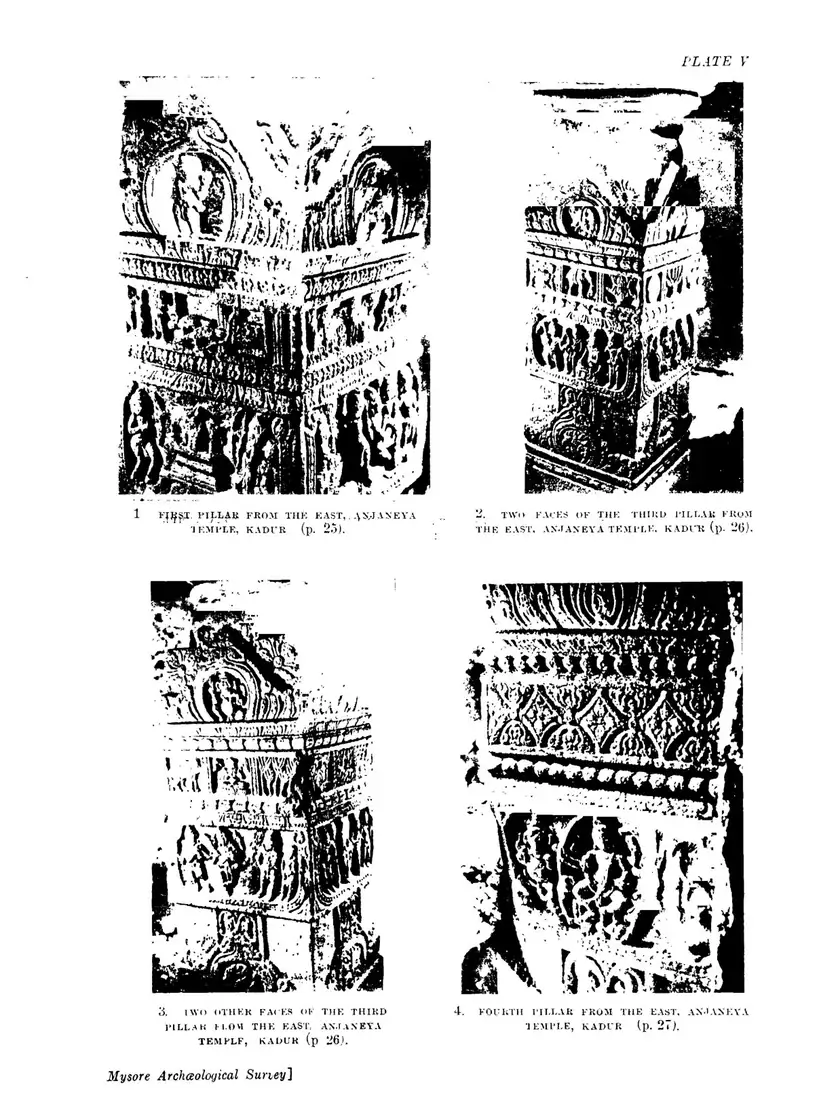 PLATE V
1 FIRST PILLAR FROM THE EAST, ANJANEYA
TEMPLE, KADUR (p. 25).
2. TWO FACES OF THE THIRD PILLAR FROM
THE EAST, ANJANEYA TEMPLE, KADUR (p. 26).
3. TWO OTHER FACES OF THE THIRD
PILLAR FROM THE EAST, ANJANEYA
TEMPLE, KADUR (p 26).
4. FOURTH PILLAR FROM THE EAST, ANJANEYA
TEMPLE, KADUR (p. 27).
Mysore Archæological Survey]